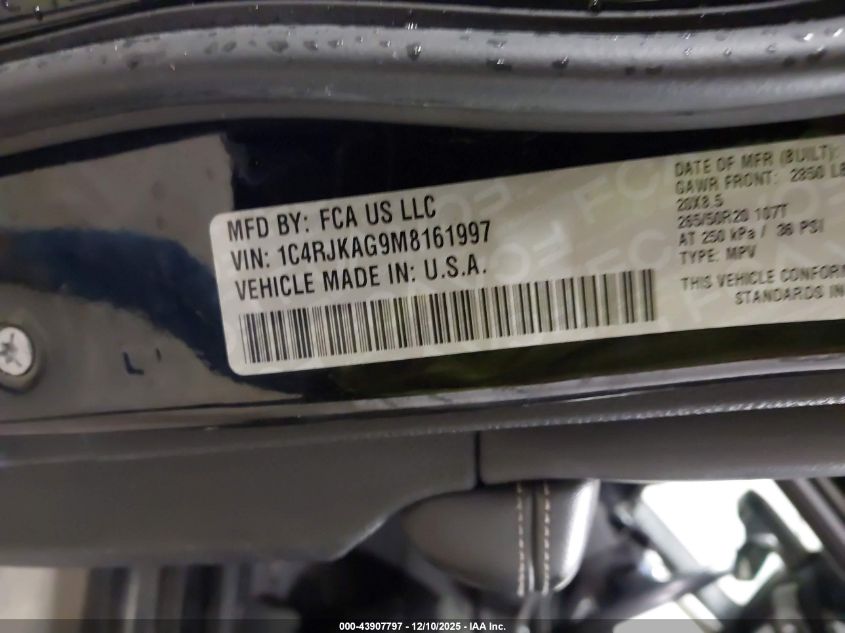 MFD BY: FCA US LLC
VIN: 1C4RJKAG9M8161997
VEHICLE MADE IN: U.S.A.
DATE OF MFR (BUILT):
GAWR FRONT: 2850 LB
20X8.5
265/50R20 107T
AT 250 kPa / 36 PSI
TYPE: MPV
THIS VEHICLE CONFORM
STANDARDS IN
000-43907797 - 12/10/2025 - IAA Inc.